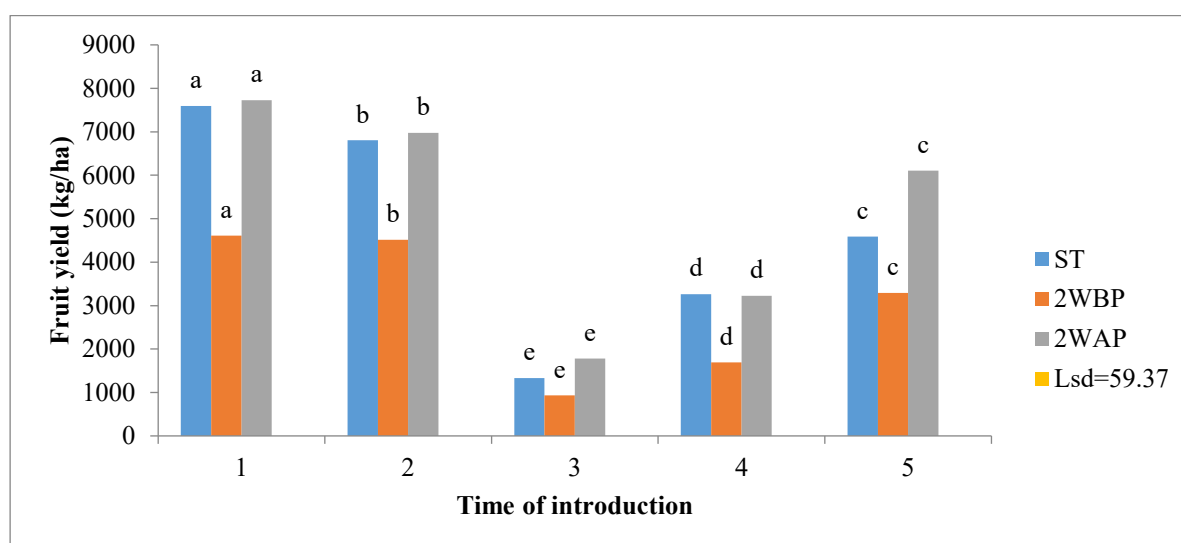 9000
8000
7000
6000
5000
4000
3000
2000
1000
0
Fruit yield (kg/ha)
a a
a
b b
b
e e e
d d
d
c c
c
1 2 3 4 5
Time of introduction
ST
2WBP
2WAP
Lsd=59.37